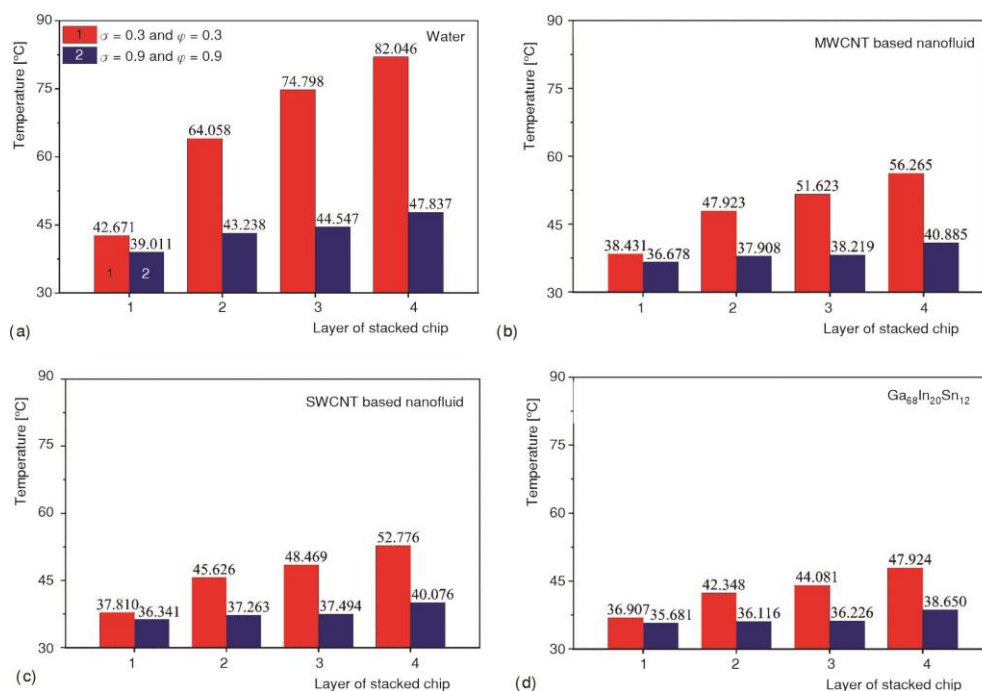 90
75
60
45
30
Temperature [°C]
1 σ = 0.3 and φ = 0.3
2 σ = 0.9 and φ = 0.9
Water
42.671
39.011
64.058
43.238
74.798
44.547
82.046
47.837
1 2
1 2 3 4
Layer of stacked chip
(a)
90
75
60
45
30
Temperature [°C]
MWCNT based nanofluid
38.431
36.678
47.923
37.908
51.623
38.219
56.265
40.885
1 2 3 4
Layer of stacked chip
(b)
90
75
60
45
30
Temperature [°C]
SWCNT based nanofluid
37.810
36.341
45.626
37.263
48.469
37.494
52.776
40.076
1 2 3 4
Layer of stacked chip
(c)
90
75
60
45
30
Temperature [°C]
Ga₆₈In₂₀Sn₁₂
36.907
35.681
42.348
36.116
44.081
36.226
47.924
38.650
1 2 3 4
Layer of stacked chip
(d)